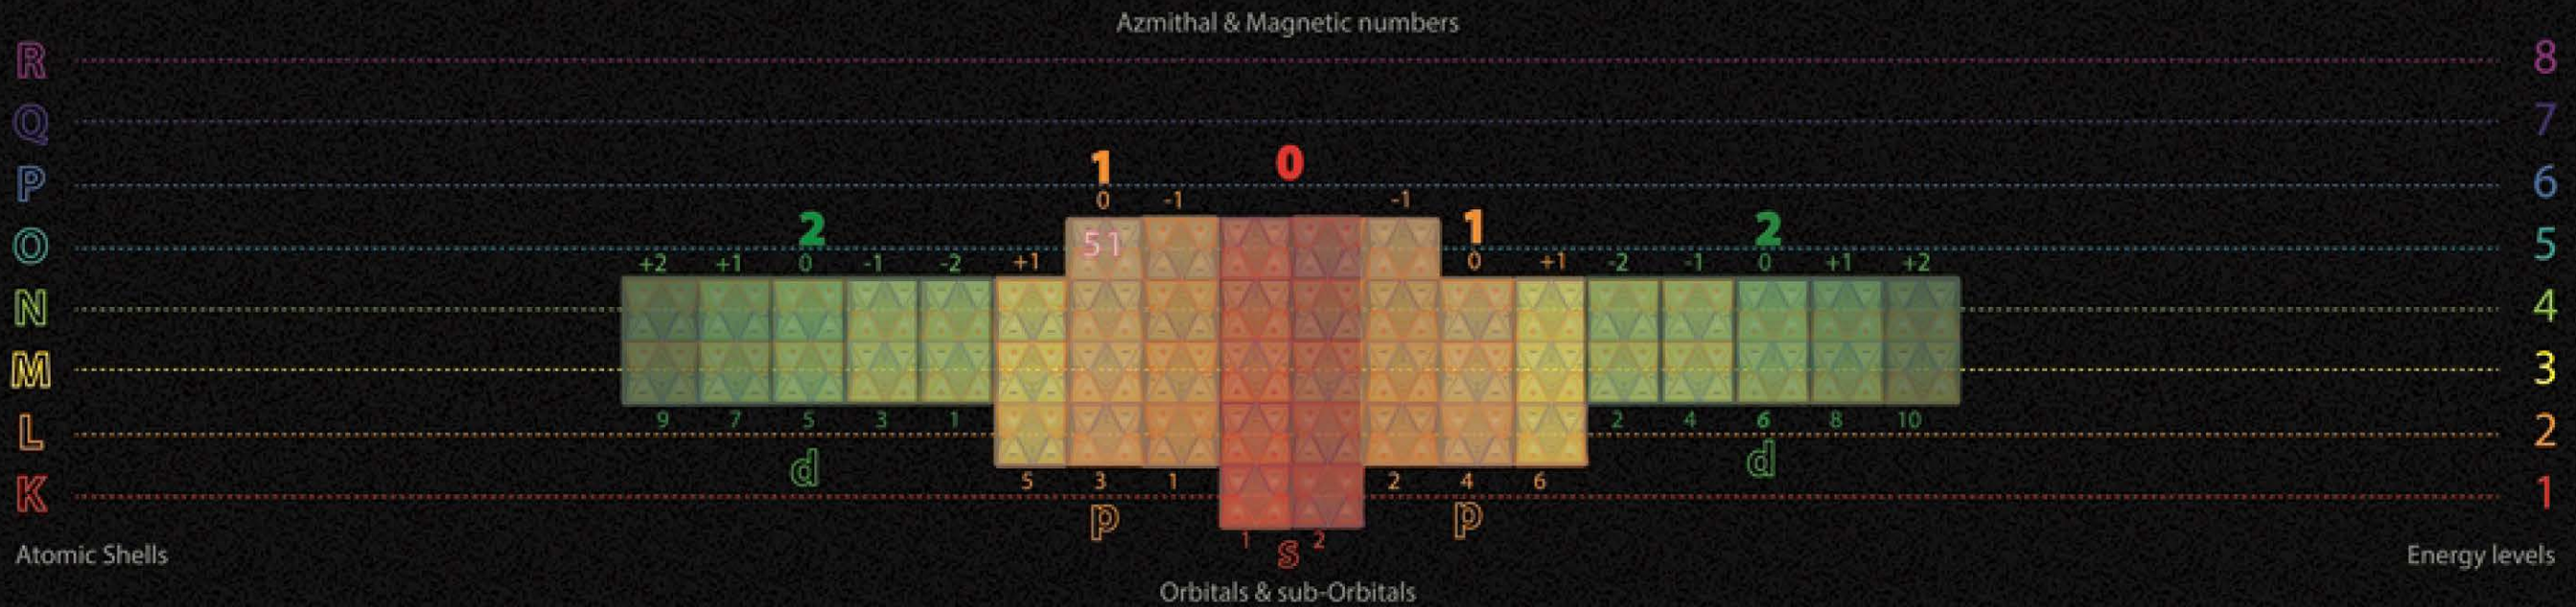 Azmithal & Magnetic numbers
R 8
Q 7
1 0
P 6
0 -1 -1
2 1 2
51
O 5
+2 +1 0 -1 -2 +1 0 +1 -2 -1 0 +1 +2
N 4
M 3
9 7 5 3 1 2 4 6 8 10
L 2
d d
5 3 1 2 4 6
K 1
p p
1 s 2
Atomic Shells Energy levels
Orbitals & sub-Orbitals